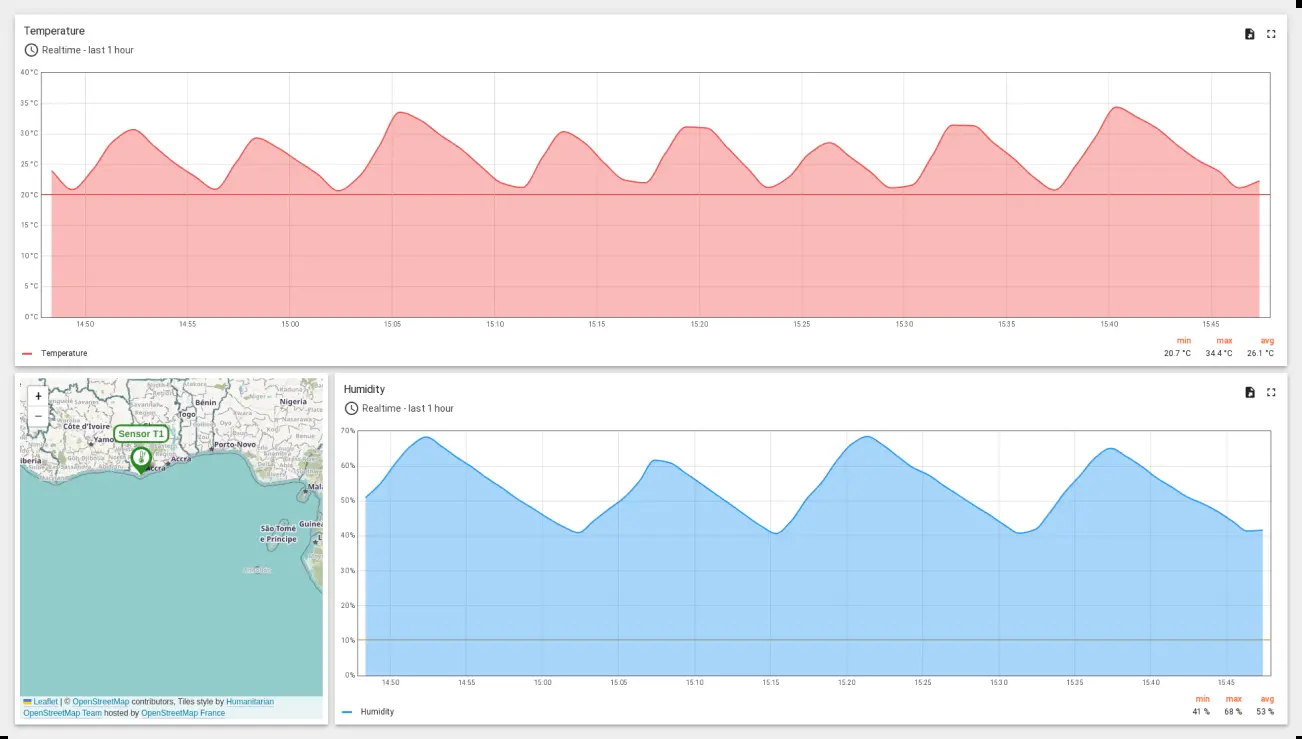 Temperature
Realtime - last 1 hour
40 °C
35 °C
30 °C
25 °C
20 °C
15 °C
10 °C
5 °C
0 °C
14:50 14:55 15:00 15:05 15:10 15:15 15:20 15:25 15:30 15:35 15:40 15:45
min max avg
Temperature 20.7 °C 34.4 °C 26.1 °C
+
−
Bénin
Nigeria
Togo
Côte d'Ivoire
Sensor T1
Yamo
Porto-Novo
Accra
iberia
Accra
Mal
São Tomé
e Príncipe
Guinea
Leaflet | © OpenStreetMap contributors, Tiles style by Humanitarian
OpenStreetMap Team hosted by OpenStreetMap France
Humidity
Realtime - last 1 hour
70%
60%
50%
40%
30%
20%
10%
0%
14:50 14:55 15:00 15:05 15:10 15:15 15:20 15:25 15:30 15:35 15:40 15:45
min max avg
Humidity 41 % 68 % 53 %